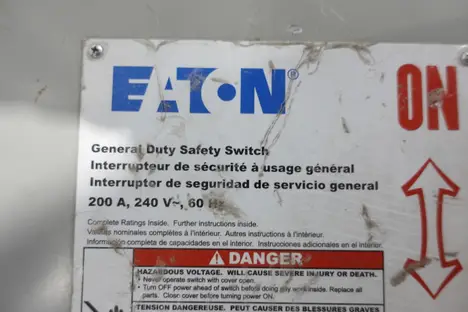 EATON®
ON
General Duty Safety Switch
Interrupteur de sécurité à usage général
Interruptor de seguridad de servicio general
200 A, 240 V~, 60 Hz
Complete Ratings Inside. Further instructions inside.
Valeurs nominales complètes à l'intérieur. Autres instructions à l'intérieur.
Información completa de capacidades en el interior. Instrucciones adicionales en el interior.
⚠ DANGER
HAZARDOUS VOLTAGE. WILL CAUSE SEVERE INJURY OR DEATH.
• Never operate switch with cover open.
• Turn OFF power ahead of switch before doing any work inside. Replace all
parts. Close cover before turning power ON.
TENSION DANGEREUSE. PEUT CAUSER DES BLESSURES GRAVES